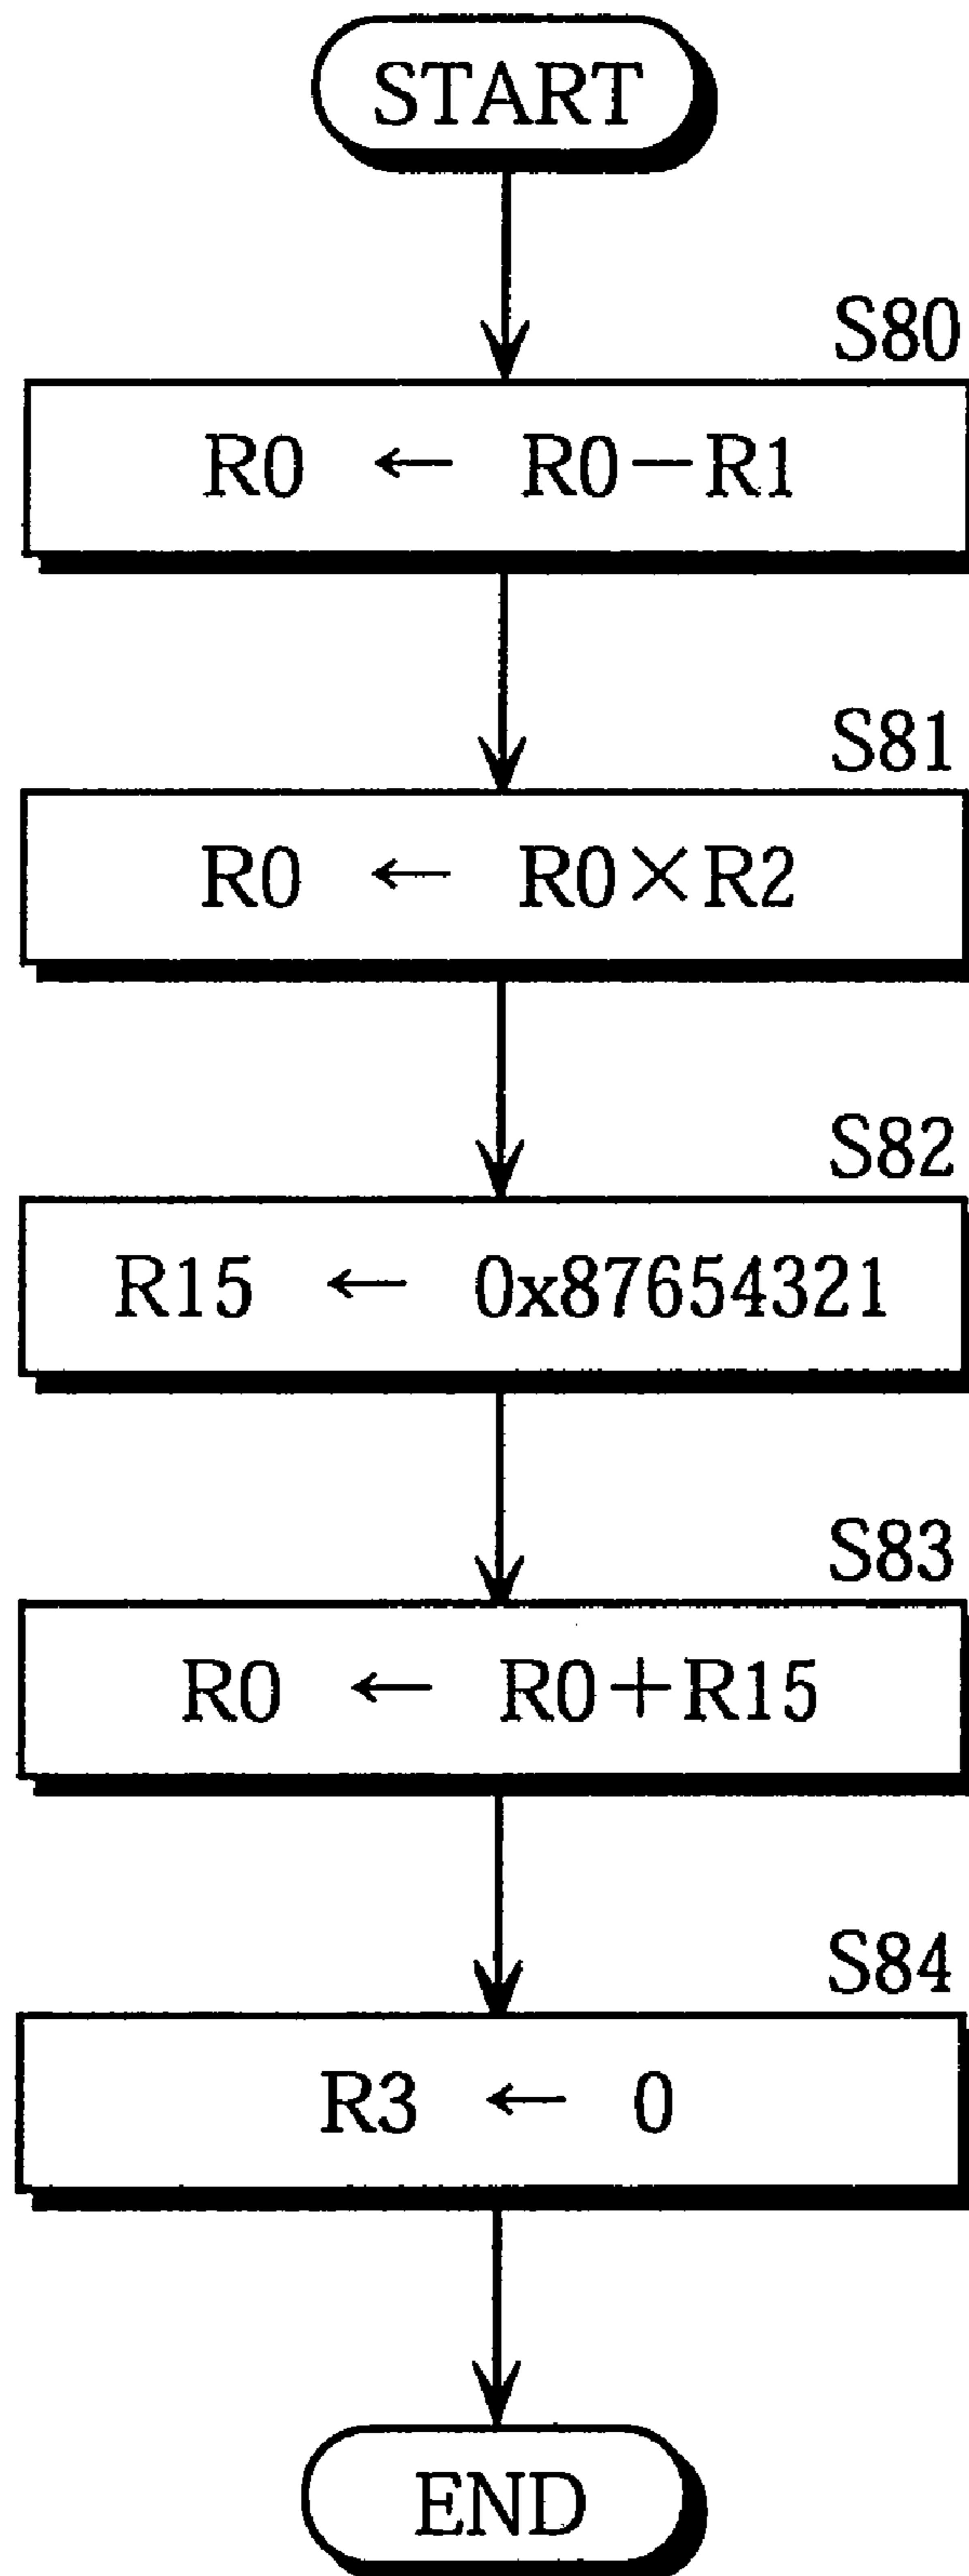 START
S80
R0 ← R0−R1
S81
R0 ← R0×R2
S82
R15 ← 0x87654321
S83
R0 ← R0+R15
S84
R3 ← 0
END